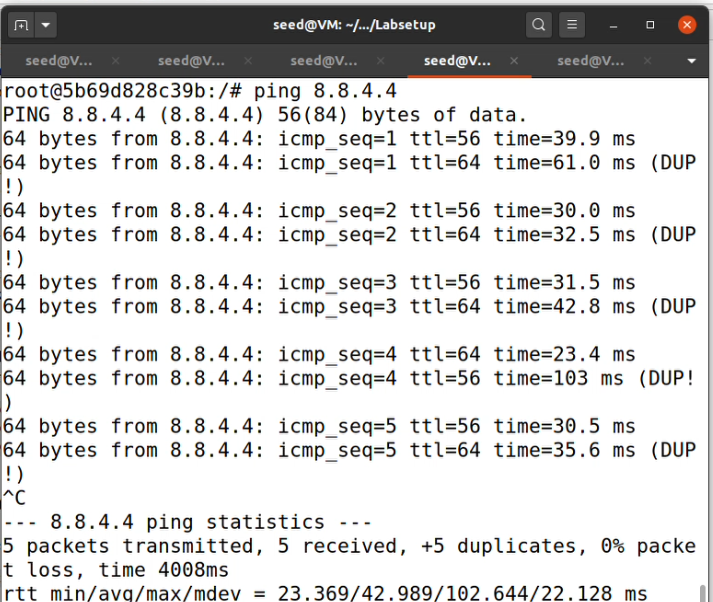 seed@VM: ~/.../Labsetup
seed@V... seed@V... seed@V... seed@V... seed@V...
root@5b69d828c39b:/# ping 8.8.4.4
PING 8.8.4.4 (8.8.4.4) 56(84) bytes of data.
64 bytes from 8.8.4.4: icmp_seq=1 ttl=56 time=39.9 ms
64 bytes from 8.8.4.4: icmp_seq=1 ttl=64 time=61.0 ms (DUP
!)
64 bytes from 8.8.4.4: icmp_seq=2 ttl=56 time=30.0 ms
64 bytes from 8.8.4.4: icmp_seq=2 ttl=64 time=32.5 ms (DUP
!)
64 bytes from 8.8.4.4: icmp_seq=3 ttl=56 time=31.5 ms
64 bytes from 8.8.4.4: icmp_seq=3 ttl=64 time=42.8 ms (DUP
!)
64 bytes from 8.8.4.4: icmp_seq=4 ttl=64 time=23.4 ms
64 bytes from 8.8.4.4: icmp_seq=4 ttl=56 time=103 ms (DUP!
)
64 bytes from 8.8.4.4: icmp_seq=5 ttl=56 time=30.5 ms
64 bytes from 8.8.4.4: icmp_seq=5 ttl=64 time=35.6 ms (DUP
!)
^C
--- 8.8.4.4 ping statistics ---
5 packets transmitted, 5 received, +5 duplicates, 0% packe
t loss, time 4008ms
rtt min/avg/max/mdev = 23.369/42.989/102.644/22.128 ms